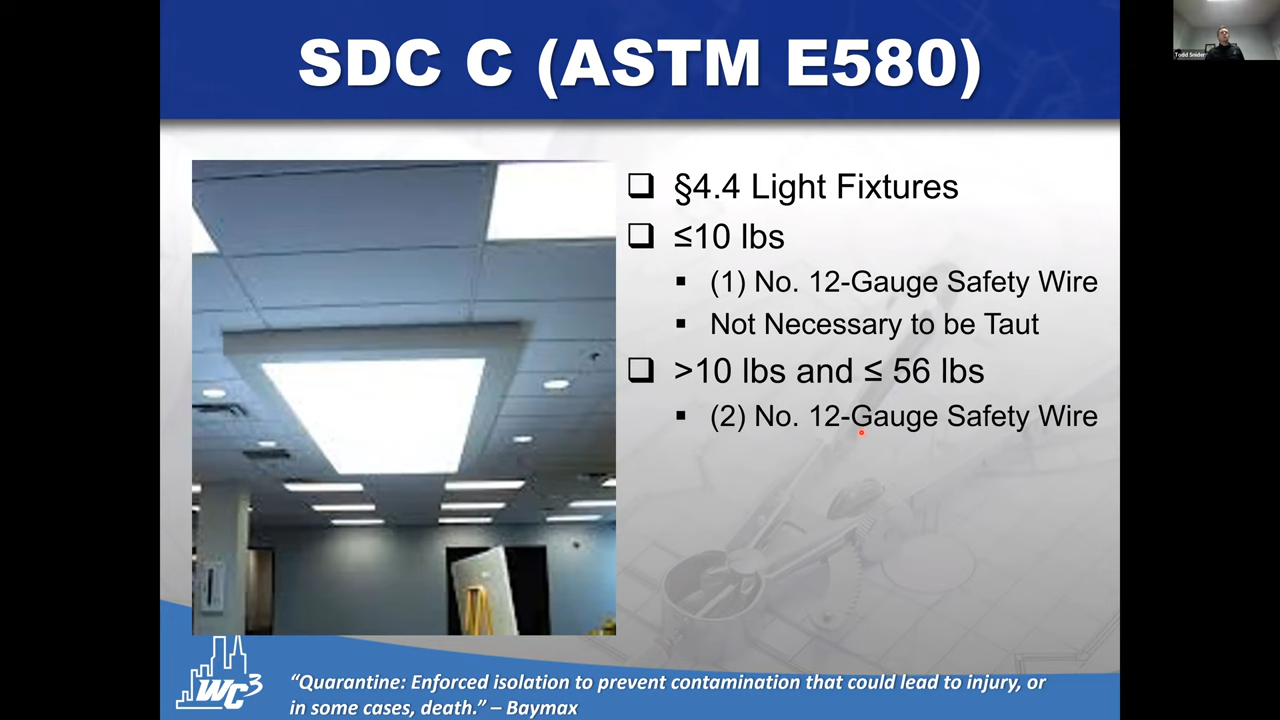 SDC C (ASTM E580)
Todd Snider
❑ §4.4 Light Fixtures
❑ ≤10 lbs
▪ (1) No. 12-Gauge Safety Wire
▪ Not Necessary to be Taut
❑ >10 lbs and ≤ 56 lbs
▪ (2) No. 12-Gauge Safety Wire
WC3
“Quarantine: Enforced isolation to prevent contamination that could lead to injury, or
in some cases, death.” – Baymax